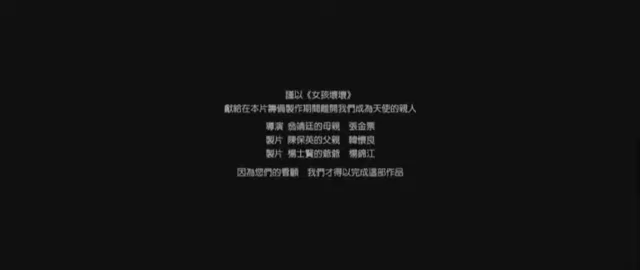 謹以《女孩壞壞》
獻給在本片籌備製作期間離開我們成為天使的親人
導演 詹靖廷的母親 張金票
製片 陳保英的父親 陳懷良
製片 楊士賢的爺爺 楊錦江
因為您們的看顧 我們才得以完成這部作品